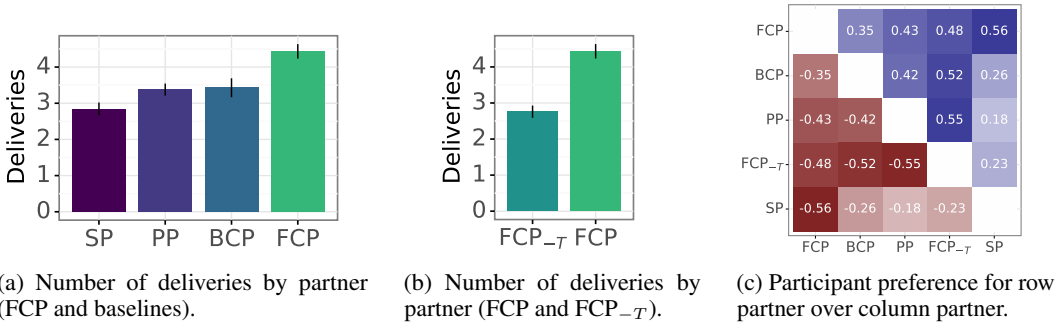 Deliveries
4
3
2
1
0
SP PP BCP FCP
Deliveries
4
3
2
1
0
FCP−T FCP
FCP 0.35 0.43 0.48 0.56
BCP -0.35 0.42 0.52 0.26
PP -0.43 -0.42 0.55 0.18
FCP−T -0.48 -0.52 -0.55 0.23
SP -0.56 -0.26 -0.18 -0.23
FCP BCP PP FCP−T SP
(a) Number of deliveries by partner
(FCP and baselines).
(b) Number of deliveries by
partner (FCP and FCP−T).
(c) Participant preference for row
partner over column partner.